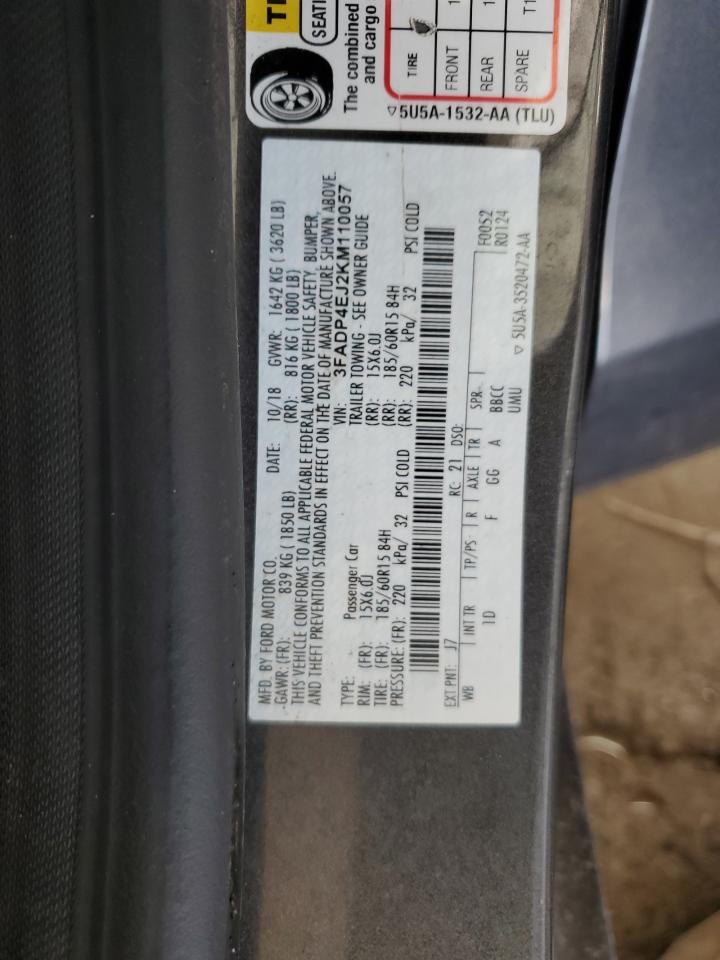 TI
SEATI
The combined
and cargo
TIRE
FRONT 1
REAR 1
SPARE T1
▽5U5A-1532-AA (TLU)
MFD. BY FORD MOTOR CO. DATE: 10/18 GVWR: 1642 KG ( 3620 LB)
GAWR: (FR): 839 KG ( 1850 LB) (RR): 816 KG ( 1800 LB)
THIS VEHICLE CONFORMS TO ALL APPLICABLE FEDERAL MOTOR VEHICLE SAFETY, BUMPER,
AND THEFT PREVENTION STANDARDS IN EFFECT ON THE DATE OF MANUFACTURE SHOWN ABOVE.
VIN: 3FADP4EJ2KM110057
TYPE: Passenger Car TRAILER TOWING - SEE OWNER GUIDE
RIM: (FR): 15X6.0J (RR): 15X6.0J
TIRE: (FR): 185/60R15 84H (RR): 185/60R15 84H
PRESSURE: (FR): 220 kPa/ 32 PSI COLD (RR): 220 kPa/ 32 PSI COLD
EXT PNT: J7 RC: 21 DSO: F0052
WB INT TR TP/PS R AXLE TR SPR R0124
1D F GG A BBCC
UMU ▽ 5U5A-3520472-AA